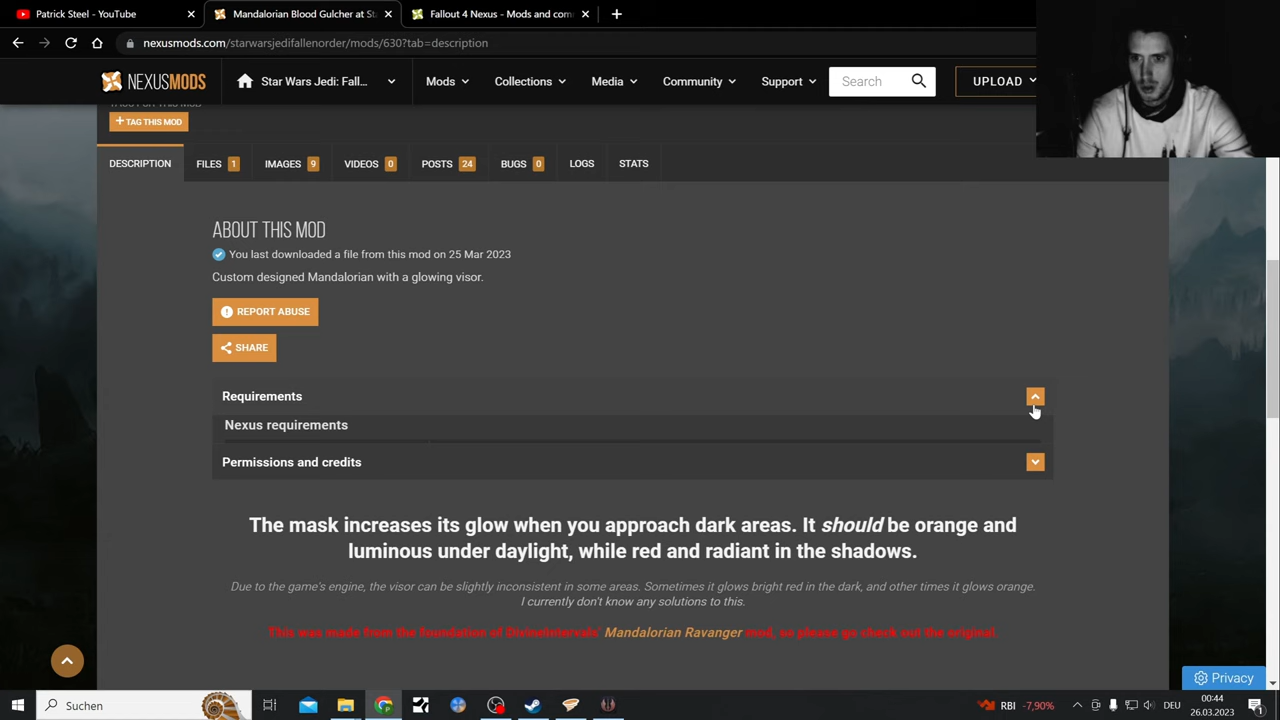 Patrick Steel - YouTube
Mandalorian Blood Gulcher at St
Fallout 4 Nexus - Mods and com
nexusmods.com/starwarsjedifallenorder/mods/630?tab=description
NEXUSMODS
Star Wars Jedi: Fall...
Mods
Collections
Media
Community
Support
Search
UPLOAD
TAG THIS MOD
DESCRIPTION
FILES 1
IMAGES 9
VIDEOS 0
POSTS 24
BUGS 0
LOGS
STATS
ABOUT THIS MOD
You last downloaded a file from this mod on 25 Mar 2023
Custom designed Mandalorian with a glowing visor.
REPORT ABUSE
SHARE
Requirements
Nexus requirements
Permissions and credits
The mask increases its glow when you approach dark areas. It should be orange and
luminous under daylight, while red and radiant in the shadows.
Due to the game's engine, the visor can be slightly inconsistent in some areas. Sometimes it glows bright red in the dark, and other times it glows orange.
I currently don't know any solutions to this.
This was made from the foundation of DivineIntervals' Mandalorian Ravanger mod, so please go check out the original.
Privacy
Suchen
RBI -7,90%
DEU
00:44
26.03.2023
1